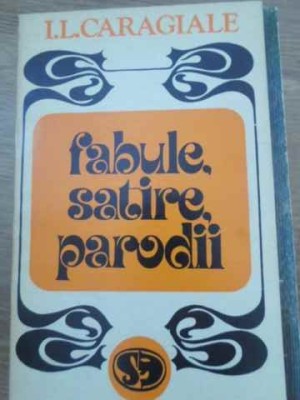 I.L.CARAGIALE
fabule,
satire,
parodii